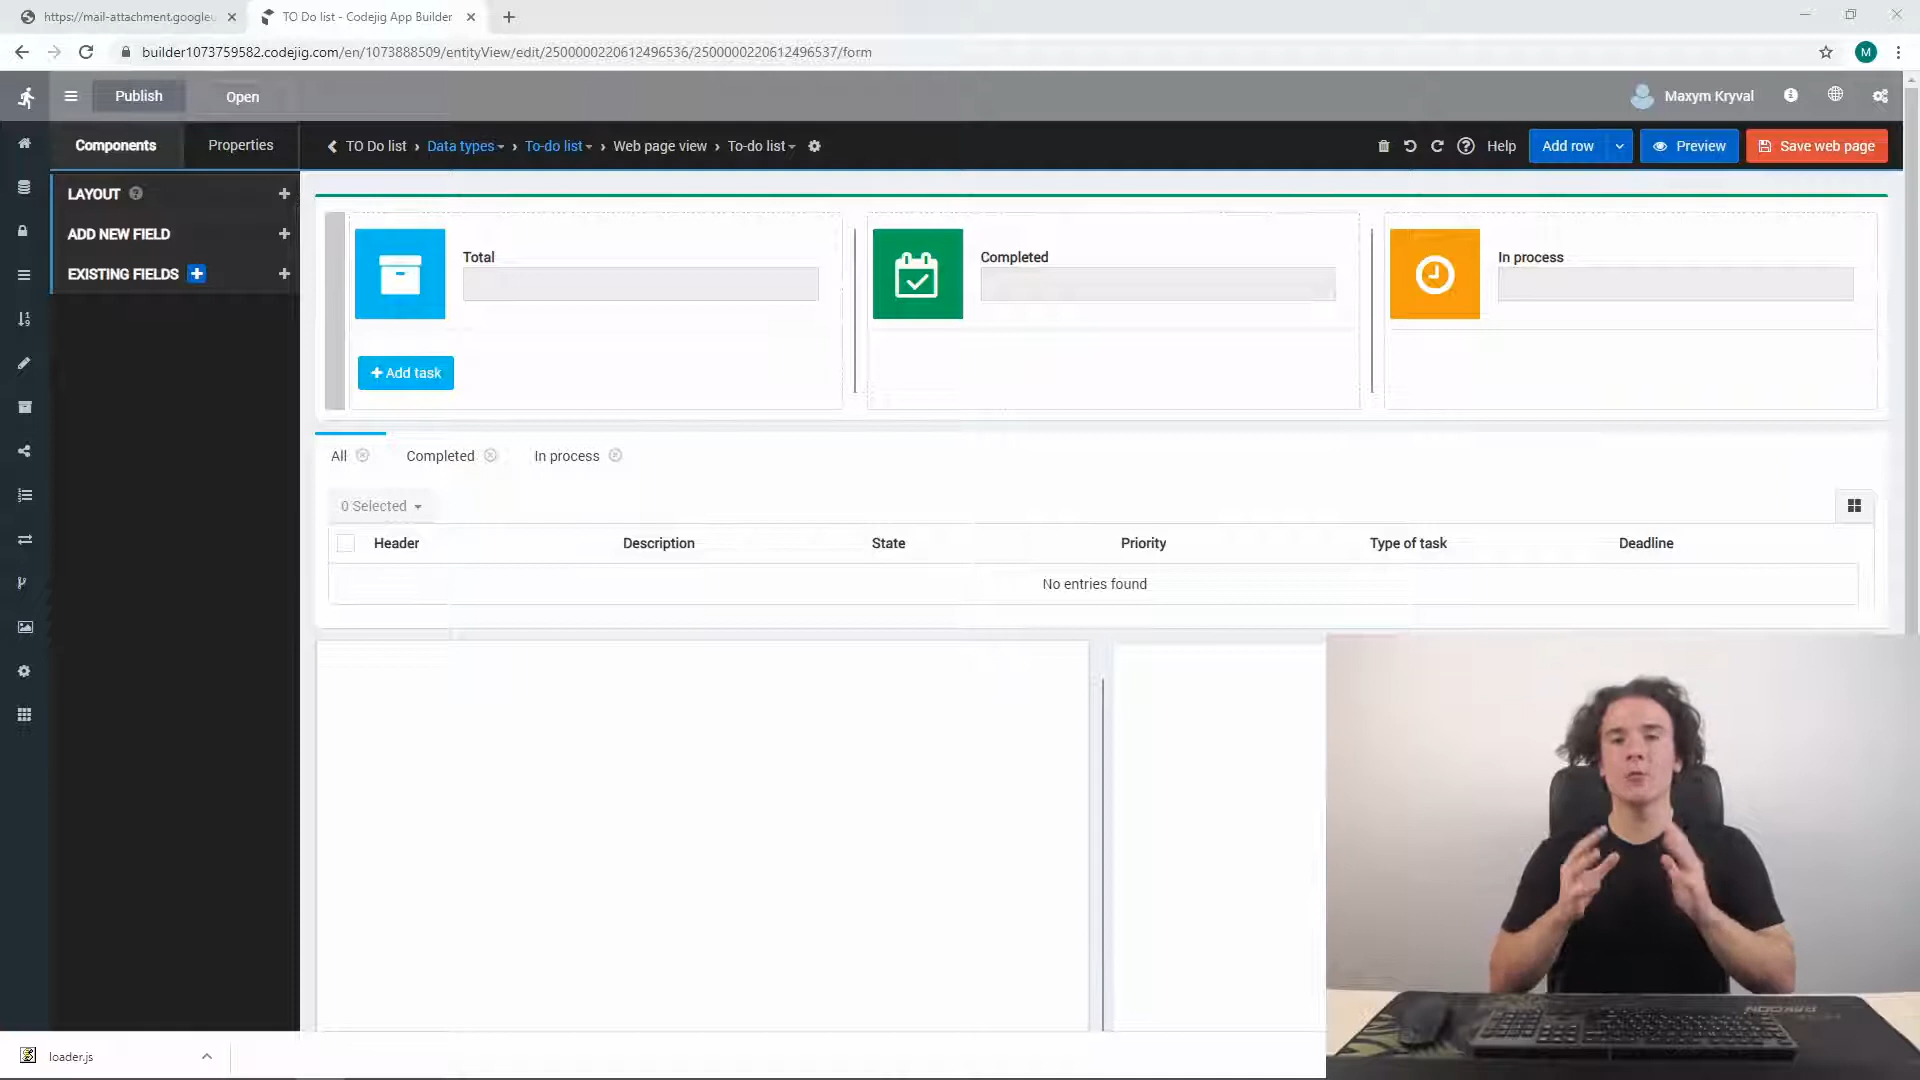 https://mail-attachment.googleu
TO Do list - Codejig App Builder
builder1073759582.codejig.com/en/1073888509/entityView/edit/2500000220612496536/2500000220612496537/form
M
Publish
Open
Maxym Kryval
Components
Properties
TO Do list › Data types › To-do list › Web page view › To-do list
Help
Add row
Preview
Save web page
LAYOUT
ADD NEW FIELD
EXISTING FIELDS
Total
Completed
In process
Add task
All
Completed
In process
0 Selected
Header
Description
State
Priority
Type of task
Deadline
No entries found
loader.js